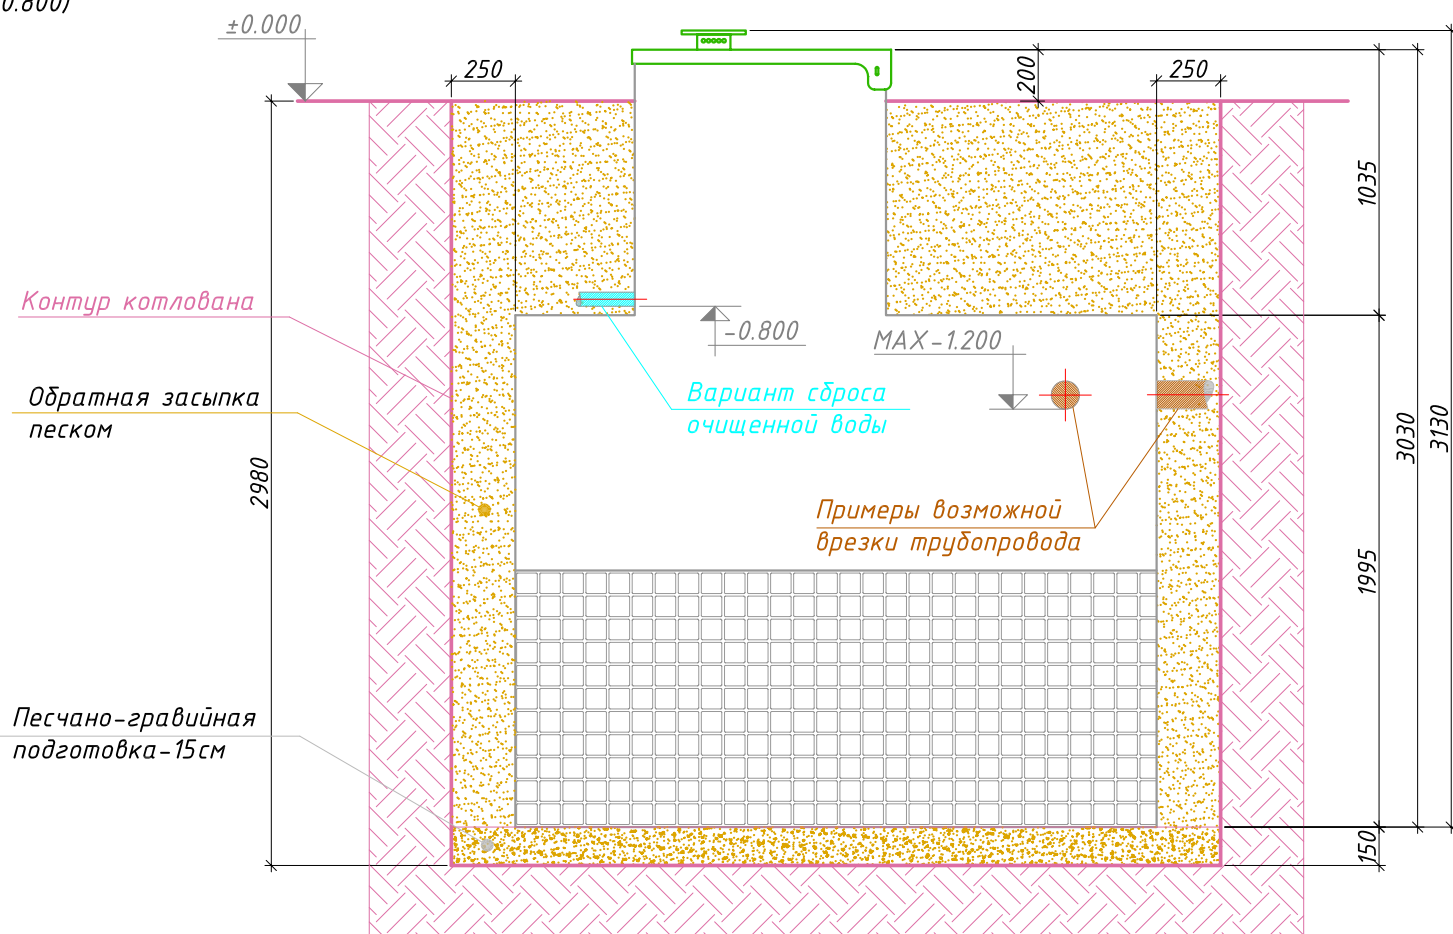 0.800)
±0.000
250
200
250
1035
Контур котлована
-0.800
MAX-1.200
Вариант сброса
очищенной воды
Обратная засыпка
песком
3030
3130
2980
Примеры возможной
врезки трубопровода
1995
Песчано-гравийная
подготовка-15см
150